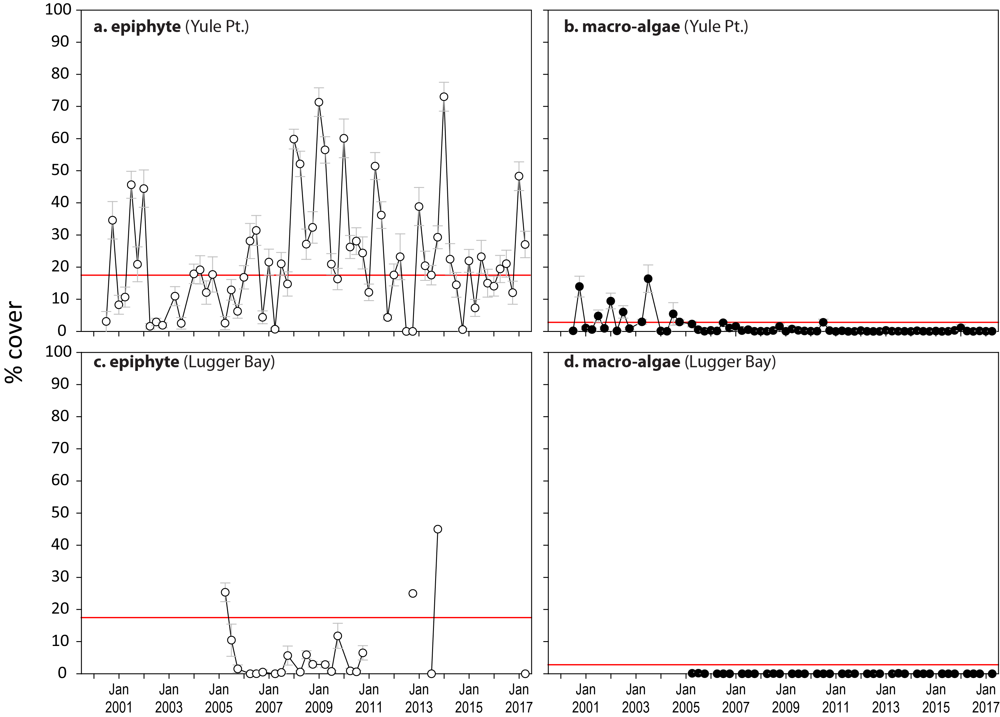 % cover
a. epiphyte (Yule Pt.)
100
90
80
70
60
50
40
30
20
10
0
b. macro-algae (Yule Pt.)
c. epiphyte (Lugger Bay)
100
90
80
70
60
50
40
30
20
10
0
Jan Jan Jan Jan Jan Jan Jan Jan Jan
2001 2003 2005 2007 2009 2011 2013 2015 2017
d. macro-algae (Lugger Bay)
Jan Jan Jan Jan Jan Jan Jan Jan Jan
2001 2003 2005 2007 2009 2011 2013 2015 2017